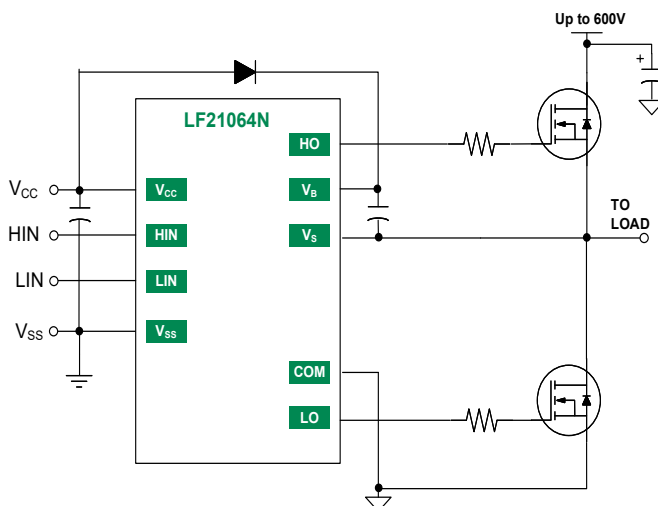 Up to 600V
+
LF21064N
HO
VCC
VCC
VB
TO
LOAD
HIN
HIN
VS
LIN
LIN
VSS
VSS
COM
LO